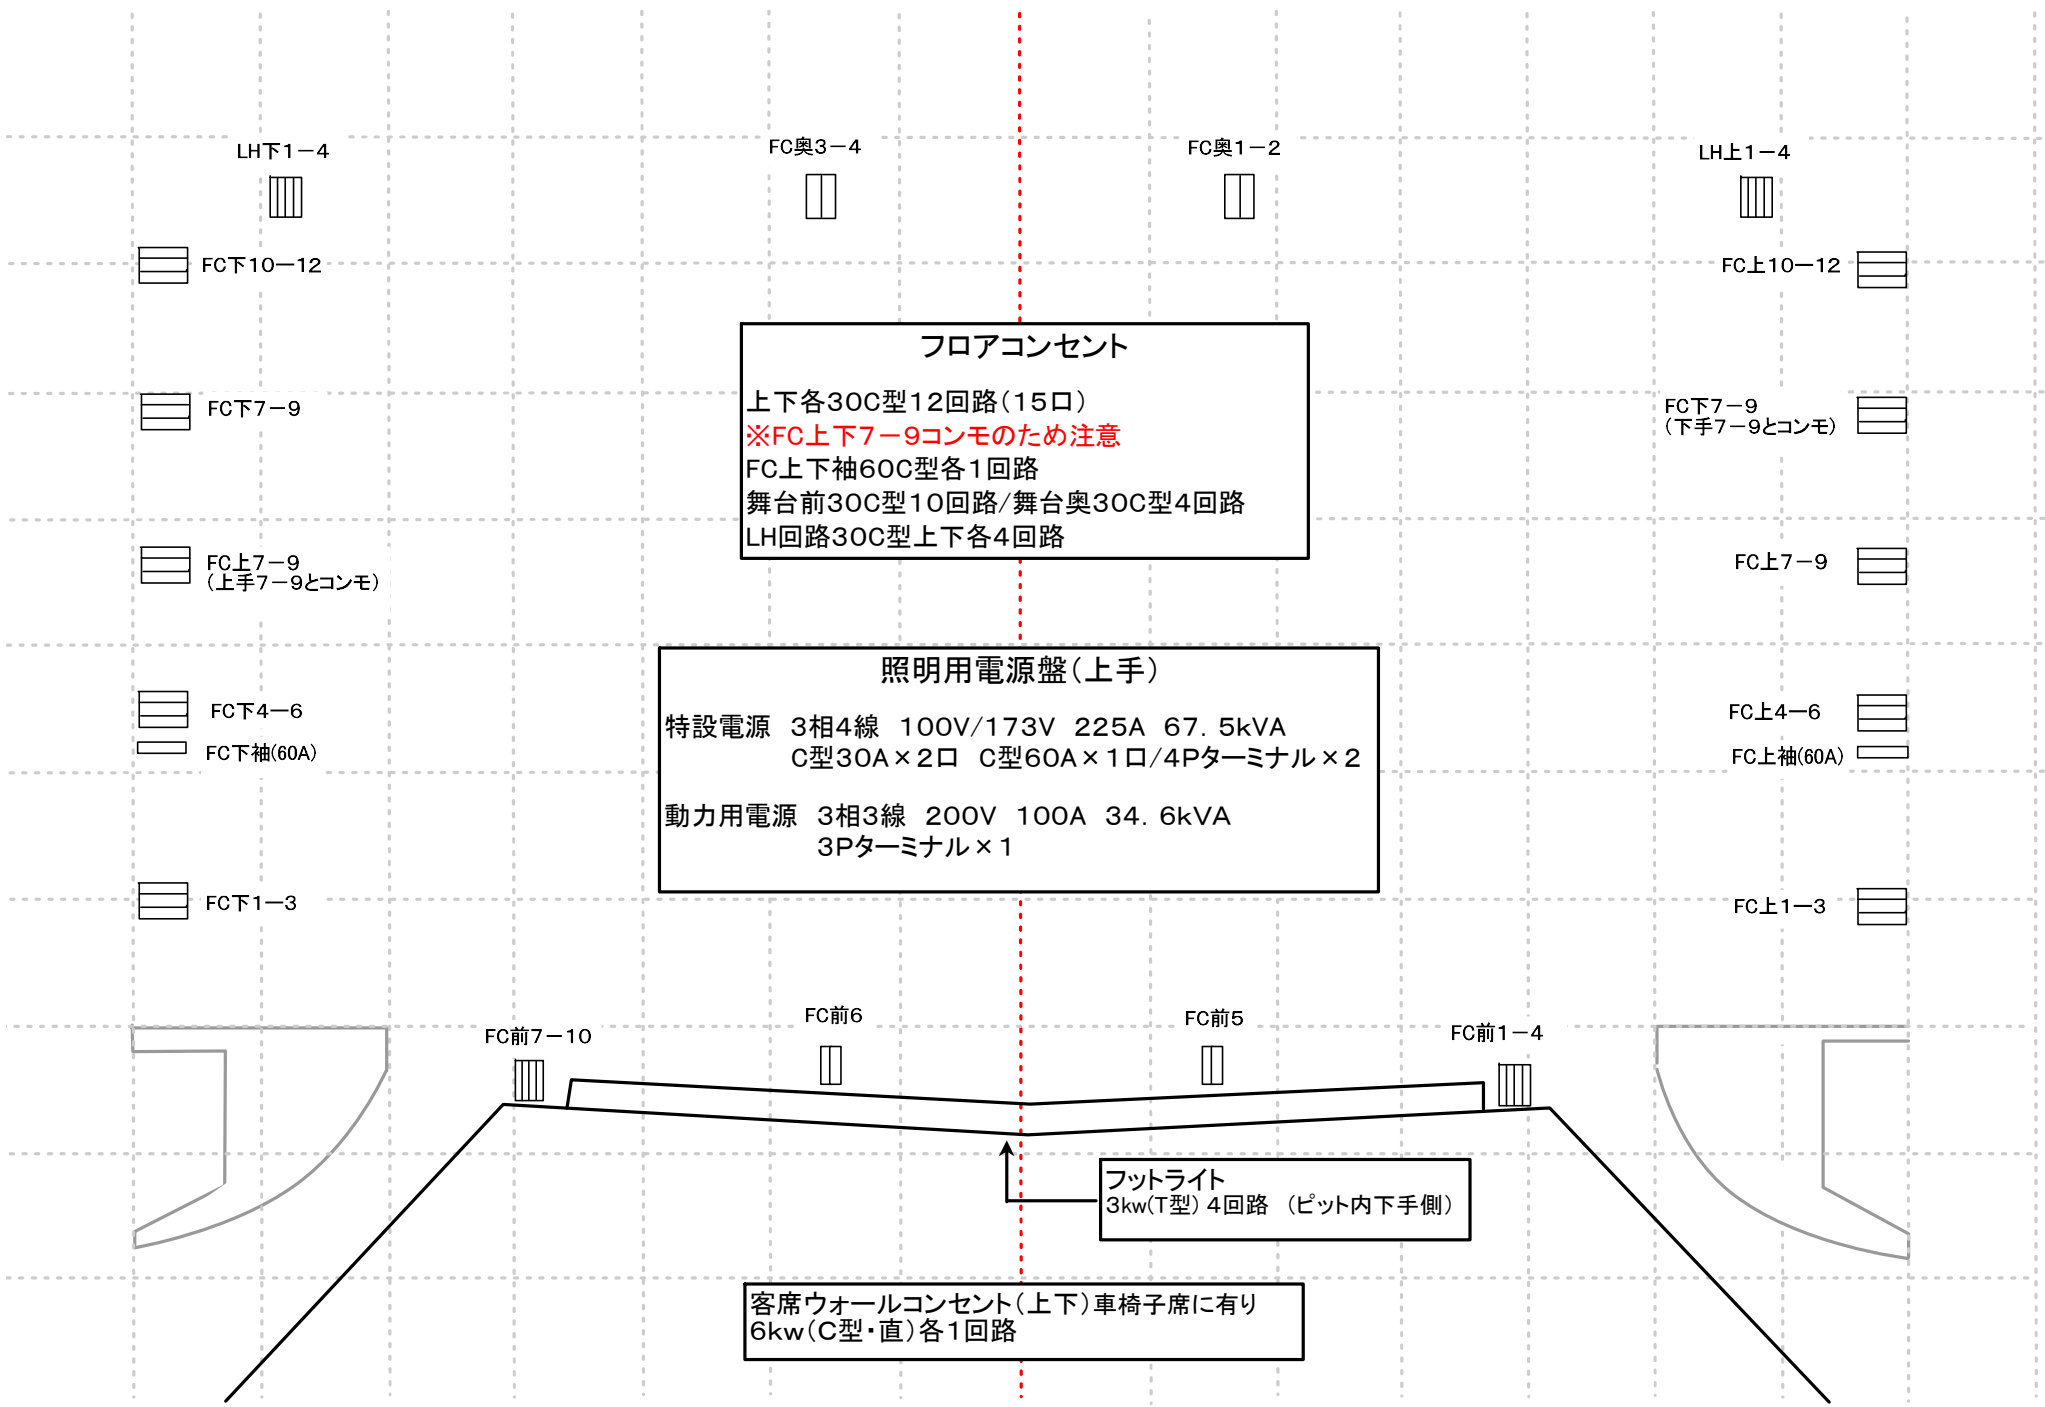 LH下1－4
FC奥3－4
FC奥1－2
LH上1－4
FC下10ー12
FC上10ー12
フロアコンセント
上下各30C型12回路(15口)
※FC上下7－9コンモのため注意
FC上下袖60C型各1回路
舞台前30C型10回路/舞台奥30C型4回路
LH回路30C型上下各4回路
FC下7－9
FC下7－9
(下手7－9とコンモ)
FC上7－9
(上手7－9とコンモ)
FC上7－9
照明用電源盤(上手)
特設電源 3相4線 100V/173V 225A 67.5kVA
C型30A×2口 C型60A×1口/4Pターミナル×2
動力用電源 3相3線 200V 100A 34.6kVA
3Pターミナル×1
FC下4ー6
FC下袖(60A)
FC上4ー6
FC上袖(60A)
FC下1ー3
FC上1ー3
FC前7－10
FC前6
FC前5
FC前1－4
フットライト
3kw(T型)4回路 (ピット内下手側)
客席ウォールコンセント(上下)車椅子席に有り
6kw(C型・直)各1回路